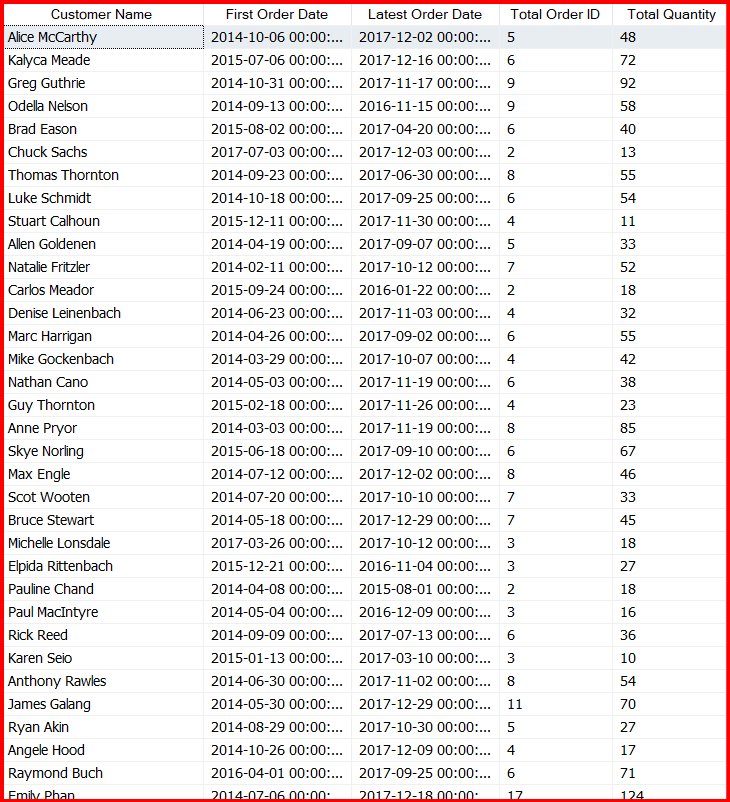 Customer Name First Order Date Latest Order Date Total Order ID Total Quantity
Alice McCarthy 2014-10-06 00:00:... 2017-12-02 00:00:... 5 48
Kalyca Meade 2015-07-06 00:00:... 2017-12-16 00:00:... 6 72
Greg Guthrie 2014-10-31 00:00:... 2017-11-17 00:00:... 9 92
Odella Nelson 2014-09-13 00:00:... 2016-11-15 00:00:... 9 58
Brad Eason 2015-08-02 00:00:... 2017-04-20 00:00:... 6 40
Chuck Sachs 2017-07-03 00:00:... 2017-12-03 00:00:... 2 13
Thomas Thornton 2014-09-23 00:00:... 2017-06-30 00:00:... 8 55
Luke Schmidt 2014-10-18 00:00:... 2017-09-25 00:00:... 6 54
Stuart Calhoun 2015-12-11 00:00:... 2017-11-30 00:00:... 4 11
Allen Goldenen 2014-04-19 00:00:... 2017-09-07 00:00:... 5 33
Natalie Fritzler 2014-02-11 00:00:... 2017-10-12 00:00:... 7 52
Carlos Meador 2015-09-24 00:00:... 2016-01-22 00:00:... 2 18
Denise Leinenbach 2014-06-23 00:00:... 2017-11-03 00:00:... 4 32
Marc Harrigan 2014-04-26 00:00:... 2017-09-02 00:00:... 6 55
Mike Gockenbach 2014-03-29 00:00:... 2017-10-07 00:00:... 4 42
Nathan Cano 2014-05-03 00:00:... 2017-11-19 00:00:... 6 38
Guy Thornton 2015-02-18 00:00:... 2017-11-26 00:00:... 4 23
Anne Pryor 2014-03-03 00:00:... 2017-11-19 00:00:... 8 85
Skye Norling 2015-06-18 00:00:... 2017-09-10 00:00:... 6 67
Max Engle 2014-07-12 00:00:... 2017-12-02 00:00:... 8 46
Scot Wooten 2014-07-20 00:00:... 2017-10-10 00:00:... 7 33
Bruce Stewart 2014-05-18 00:00:... 2017-12-29 00:00:... 7 45
Michelle Lonsdale 2017-03-26 00:00:... 2017-10-12 00:00:... 3 18
Elpida Rittenbach 2015-12-21 00:00:... 2016-11-04 00:00:... 3 27
Pauline Chand 2014-04-08 00:00:... 2015-08-01 00:00:... 2 18
Paul MacIntyre 2014-05-04 00:00:... 2016-12-09 00:00:... 3 16
Rick Reed 2014-09-09 00:00:... 2017-07-13 00:00:... 6 36
Karen Seio 2015-01-13 00:00:... 2017-03-10 00:00:... 3 10
Anthony Rawles 2014-06-30 00:00:... 2017-11-02 00:00:... 8 54
James Galang 2014-05-30 00:00:... 2017-12-29 00:00:... 11 70
Ryan Akin 2014-08-29 00:00:... 2017-10-30 00:00:... 5 27
Angele Hood 2014-10-26 00:00:... 2017-12-09 00:00:... 4 17
Raymond Buch 2016-04-01 00:00:... 2017-09-25 00:00:... 6 71
Emily Phan 2014-07-06 00:00:... 2017-12-18 00:00:... 17 124